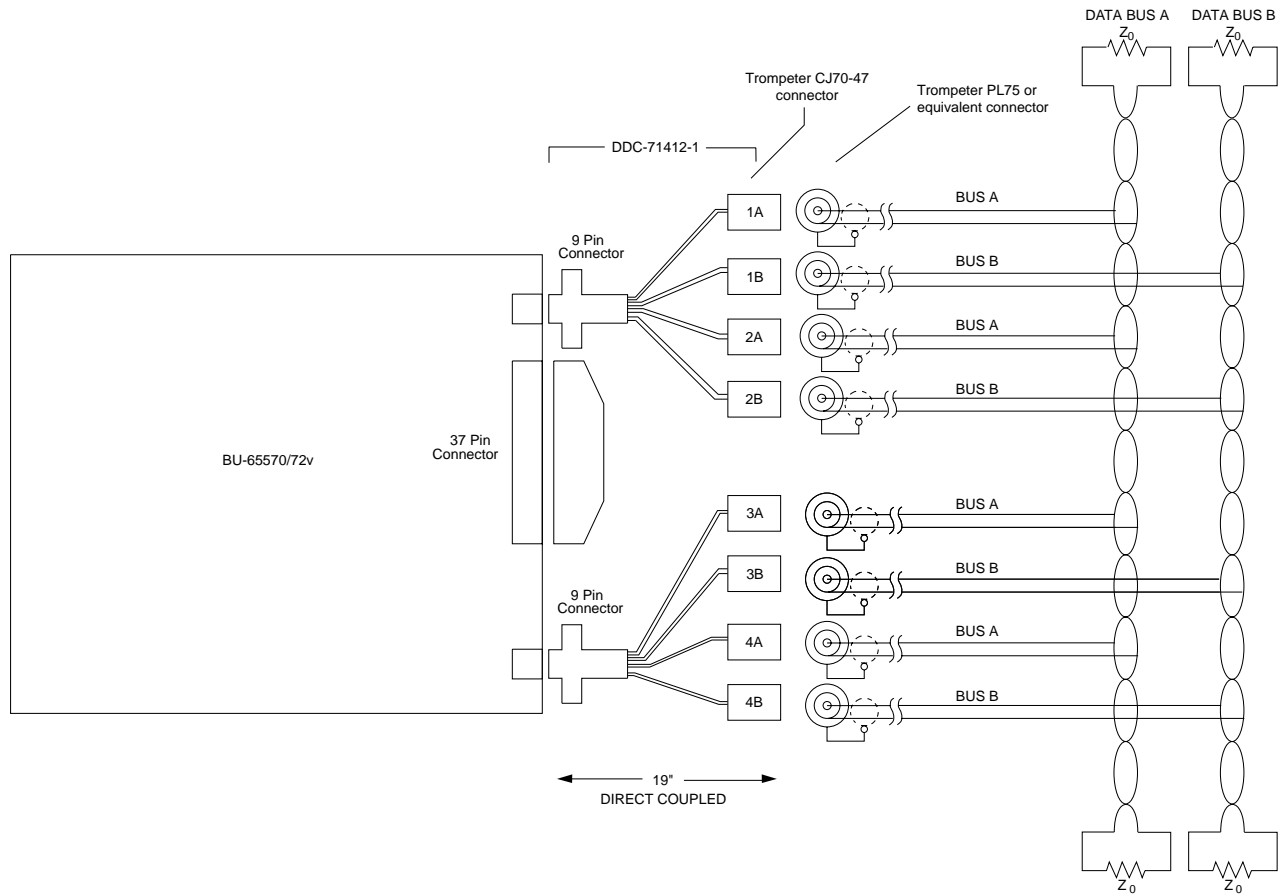 DATA BUS A
DATA BUS B
Z0
Z0
Trompeter CJ70-47
connector
Trompeter PL75 or
equivalent connector
DDC-71412-1
1A
BUS A
9 Pin
Connector
1B
BUS B
2A
BUS A
2B
BUS B
37 Pin
Connector
BU-65570/72v
3A
BUS A
3B
BUS B
9 Pin
Connector
4A
BUS A
4B
BUS B
19"
DIRECT COUPLED
Z0
Z0